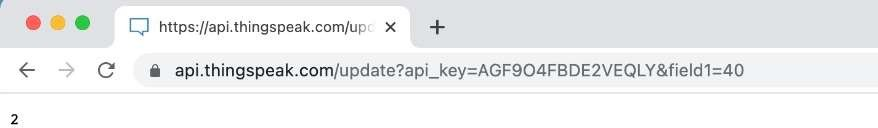 https://api.thingspeak.com/upd
api.thingspeak.com/update?api_key=AGF9O4FBDE2VEQLY&field1=40
2